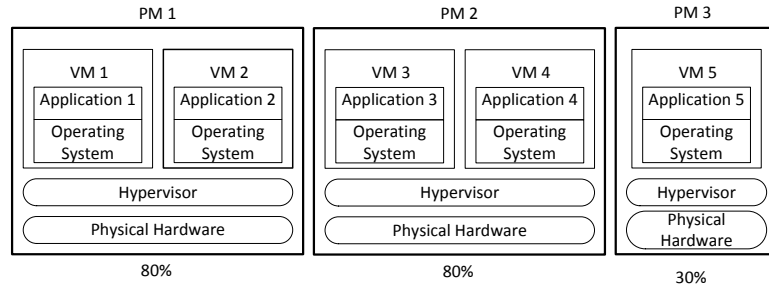 PM 1
PM 2
PM 3
VM 1
VM 2
VM 3
VM 4
VM 5
Application 1
Application 2
Application 3
Application 4
Application 5
Operating
System
Operating
System
Operating
System
Operating
System
Operating
System
Hypervisor
Hypervisor
Hypervisor
Physical Hardware
Physical Hardware
Physical
Hardware
80%
80%
30%